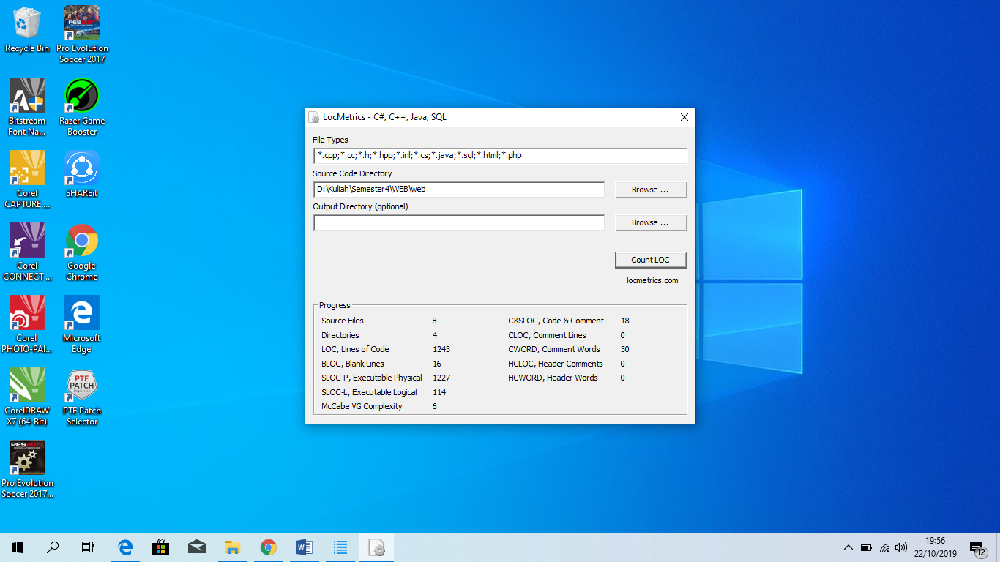 Recycle Bin
Pro Evolution
Soccer 2017
Bitstream
Font Na...
Razer Game
Booster
Corel
CAPTURE ...
SHAREit
Corel
CONNECT ...
Google
Chrome
Corel
PHOTO-PAI...
Microsoft
Edge
CorelDRAW
X7 (64-Bit)
PTE
PATCH
PTE Patch
Selector
PES2017
Pro Evolution
Soccer 2017...
LocMetrics - C#, C++, Java, SQL
File Types
*.cpp;*.cc;*.h;*.hpp;*.inl;*.cs;*.java;*.sql;*.html;*.php
Source Code Directory
D:\Kuliah\Semester4\WEB\web
Browse ...
Output Directory (optional)
Browse ...
Count LOC
locmetrics.com
Progress
Source Files 8
Directories 4
LOC, Lines of Code 1243
BLOC, Blank Lines 16
SLOC-P, Executable Physical 1227
SLOC-L, Executable Logical 114
McCabe VG Complexity 6
C&SLOC, Code & Comment 18
CLOC, Comment Lines 0
CWORD, Comment Words 30
HCLOC, Header Comments 0
HCWORD, Header Words 0
19:56
22/10/2019
12